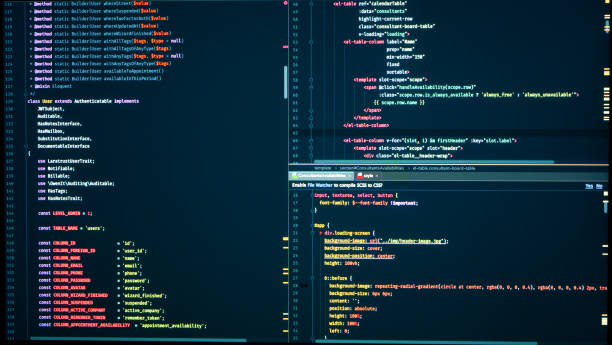 * @method static Builder|User whereStreet($value)
* @method static Builder|User whereSuspended($value)
* @method static Builder|User whereTwoFactorAuth($value)
* @method static Builder|User whereUpdatedAt($value)
* @method static Builder|User whereWizardFinished($value)
* @method static Builder|User withAllTags($tags, $type = null)
* @method static Builder|User withAllTagsOfAnyType($tags)
* @method static Builder|User withAnyTags($tags, $type = null)
* @method static Builder|User withAnyTagsOfAnyType($tags)
* @method static Builder|User availableToAppointment()
* @method static Builder|User availableInThisPeriod()
* @mixin Eloquent
*/
class User extends Authenticatable implements
JWTSubject,
Auditable,
HasNotesInterface,
HasMailbox,
SubstitutionInterface,
DocumentableInterface
{
use LaratrustUserTrait;
use Notifiable;
use Billable;
use \OwenIt\Auditing\Auditable;
use HasTags;
use HasNotesTrait;
const LEVEL_ADMIN = 1;
const TABLE_NAME = 'users';
const COLUMN_ID = 'id';
const COLUMN_FOREIGN_ID = 'user_id';
const COLUMN_NAME = 'name';
const COLUMN_EMAIL = 'email';
const COLUMN_PHONE = 'phone';
const COLUMN_PASSWORD = 'password';
const COLUMN_AVATAR = 'avatar';
const COLUMN_WIZARD_FINISHED = 'wizard_finished';
const COLUMN_SUSPENDED = 'suspended';
const COLUMN_ACTIVE_COMPANY = 'active_company';
const COLUMN_REMEMBER_TOKEN = 'remember_token';
const COLUMN_APPOINTMENT_AVAILABILITY = 'appointment_availability';
<el-table ref="calendarTable"
:data="consultants"
highlight-current-row
class="consultant-board-table"
v-loading="loading">
<el-table-column label="Name"
prop="name"
min-width="150"
fixed
sortable>
<template slot-scope="scope">
<span @click="handleAvailability(scope.row)"
:class="scope.row.is_always_available ? 'always_free' : 'always_unavailable'">
{{ scope.row.name }}
</span>
</template>
</el-table-column>
<el-table-column v-for="(slot, i) in firstHeader" :key="slot.label">
<template slot-scope="scope" slot="header">
<div class="el-table__header-wrap">
template section#ConsultantsAvailabilities el-table.consultant-board-table
ConsultantsAvailabilities style
Enable File Watcher to compile SCSS to CSS? Yes No
input, textarea, select, button {
font-family: $--font-family !important;
}
#app {
div.loading-screen {
background-image: url("../img/header-image.jpg");
background-size: cover;
background-position: center;
height: 100vh;
&::before {
background-image: repeating-radial-gradient(circle at center, rgba(0, 0, 0, 0.4), rgba(0, 0, 0, 0.4) 2px, tra
background-size: 6px 6px;
content: '';
position: absolute;
height: 100%;
width: 100%;
left: 0;